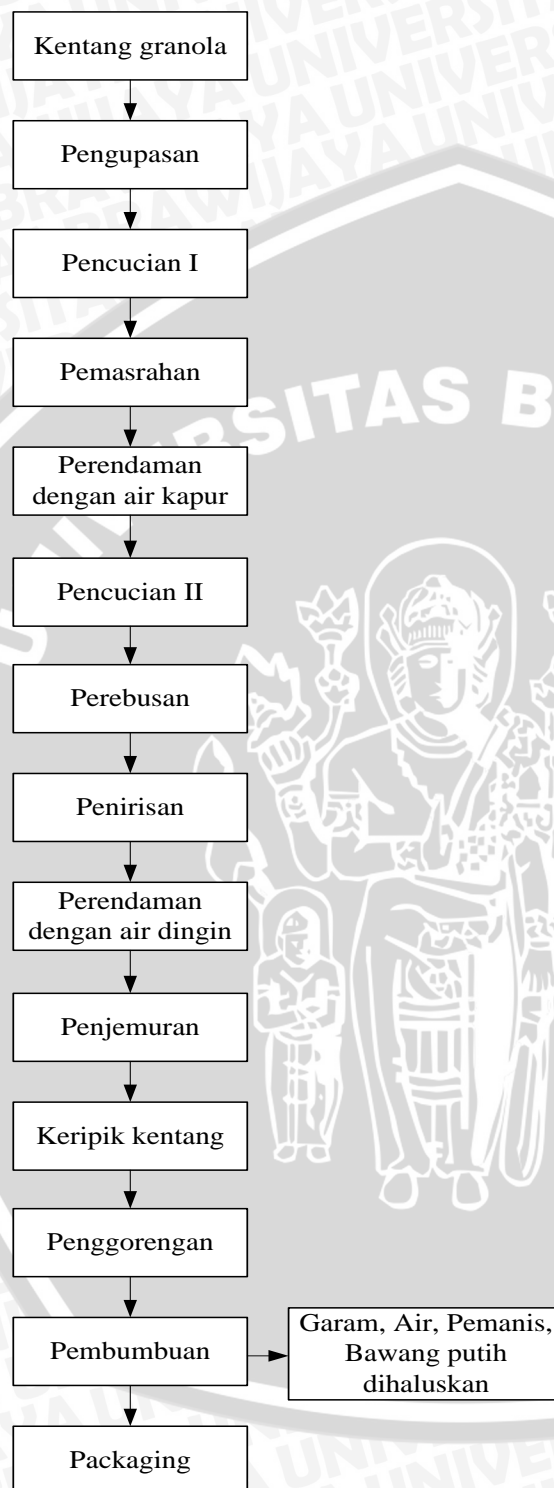 Kentang granola
Pengupasan
Pencucian I
Pemasrahan
Perendaman
dengan air kapur
Pencucian II
Perebusan
Penirisan
Perendaman
dengan air dingin
Penjemuran
Keripik kentang
Penggorengan
Pembumbuan
Garam, Air, Pemanis,
Bawang putih
dihaluskan
Packaging